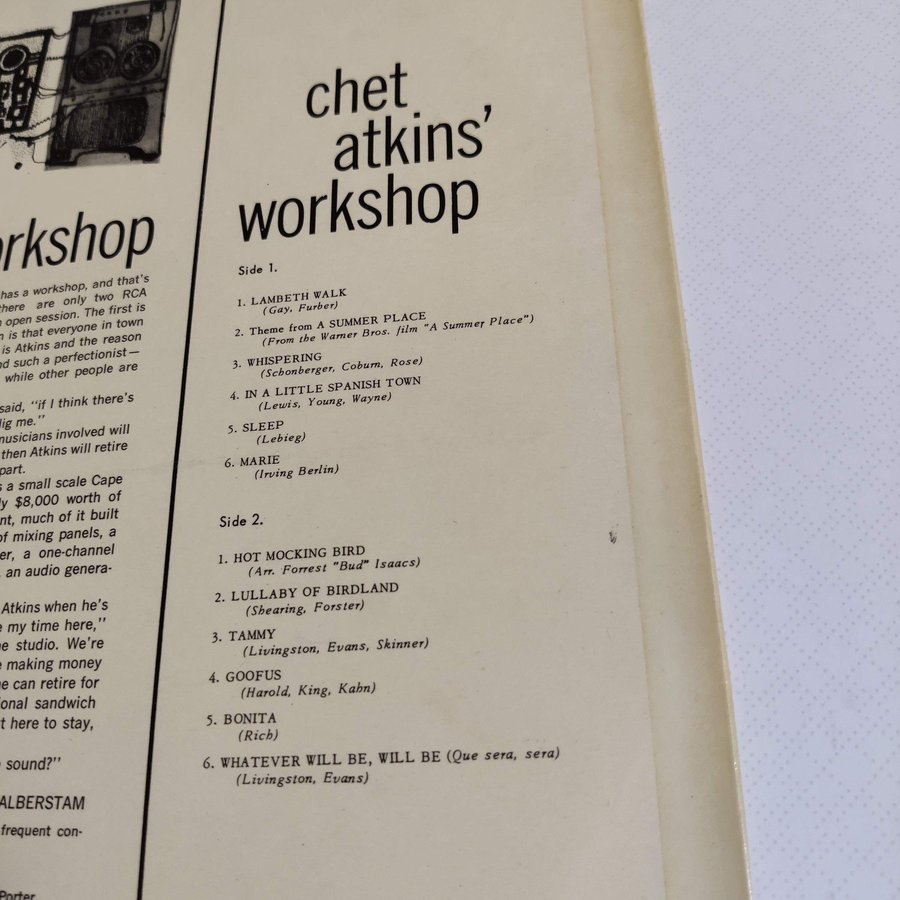 orkshop
has a workshop, and that's
there are only two RCA
open session. The first is
n is that everyone in town
is Atkins and the reason
nd such a perfectionist—
while other people are
said, "if I think there's
dig me."
musicians involved will
then Atkins will retire
part.
s a small scale Cape
ly $8,000 worth of
nt, much of it built
of mixing panels, a
er, a one-channel
an audio genera-
Atkins when he's
e my time here,"
he studio. We're
e making money
he can retire for
ional sandwich
t here to stay,
sound?"
ALBERSTAM
frequent con-
Porter
chet
atkins'
workshop
Side 1.
1. LAMBETH WALK
(Gay, Furber)
2. Theme from A SUMMER PLACE
(From the Warner Bros. film "A Summer Place")
3. WHISPERING
(Schonberger, Coburn, Rose)
4. IN A LITTLE SPANISH TOWN
(Lewis, Young, Wayne)
5. SLEEP
(Lebieg)
6. MARIE
(Irving Berlin)
Side 2.
1. HOT MOCKING BIRD
(Arr. Forrest "Bud" Isaacs)
2. LULLABY OF BIRDLAND
(Shearing, Forster)
3. TAMMY
(Livingston, Evans, Skinner)
4. GOOFUS
(Harold, King, Kahn)
5. BONITA
(Rich)
6. WHATEVER WILL BE, WILL BE (Que sera, sera)
(Livingston, Evans)